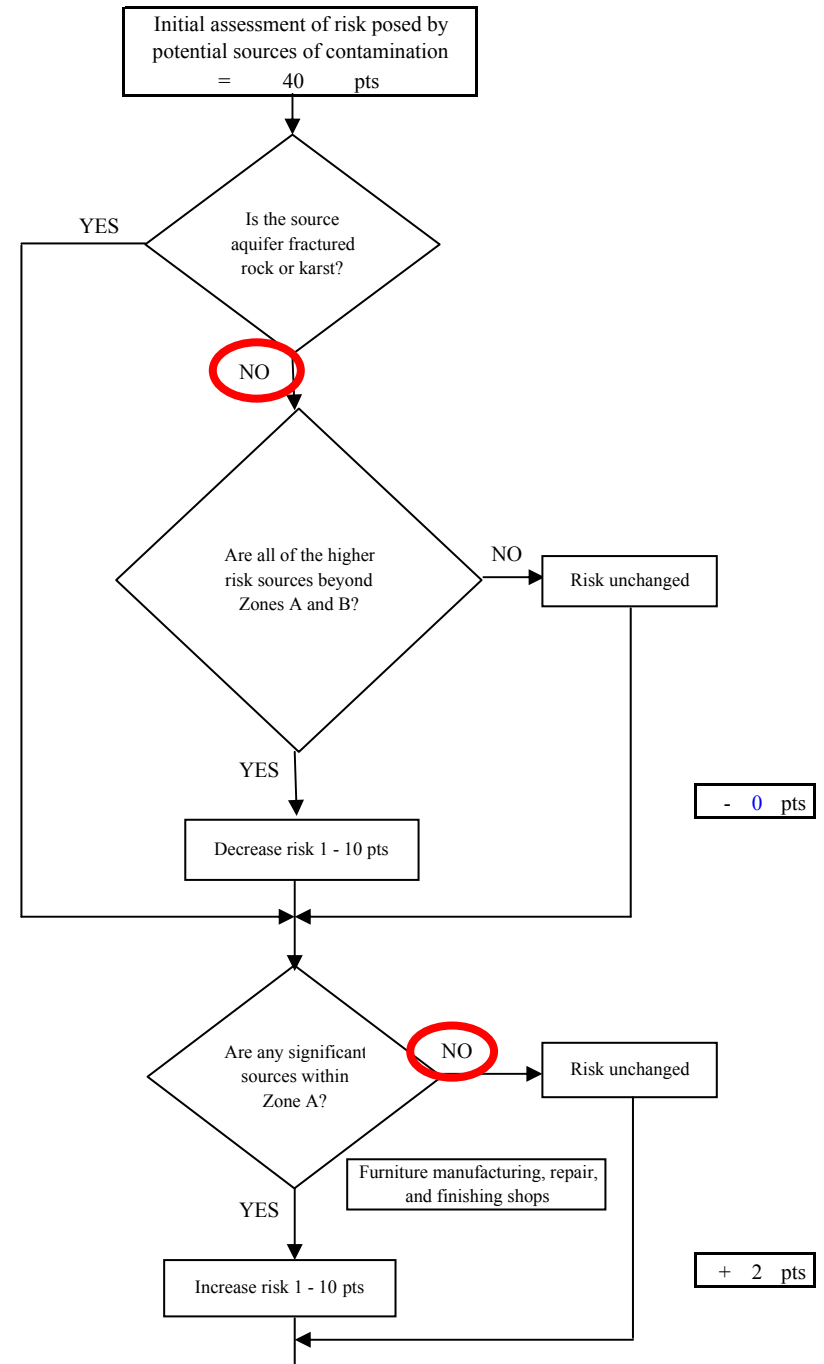 Initial assessment of risk posed by
potential sources of contamination
= 40 pts
YES
Is the source
aquifer fractured
rock or karst?
NO
Are all of the higher
risk sources beyond
Zones A and B?
NO
Risk unchanged
YES
- 0 pts
Decrease risk 1 - 10 pts
Are any significant
sources within
Zone A?
NO
Risk unchanged
Furniture manufacturing, repair,
and finishing shops
YES
+ 2 pts
Increase risk 1 - 10 pts